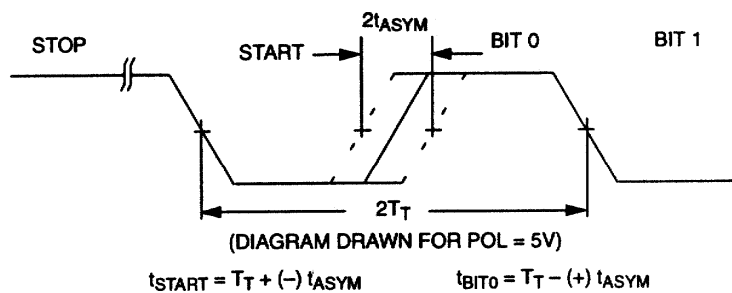 2tASYM
STOP START BIT 0 BIT 1
2TT
(DIAGRAM DRAWN FOR POL = 5V)
tSTART = TT + (–) tASYM tBIT0 = TT – (+) tASYM